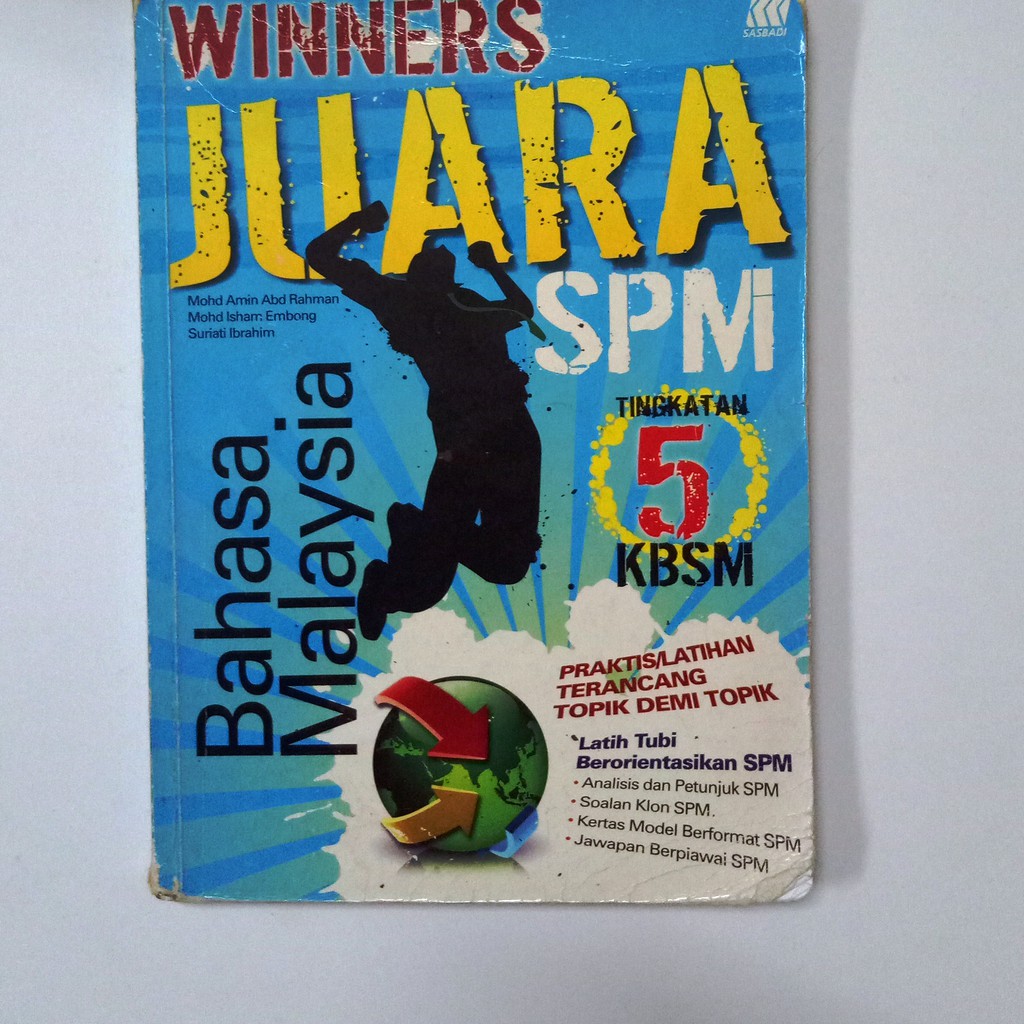 WINNERS
SASBADI
JUARA
SPM
Mohd Amin Abd Rahman
Mohd Isham Embong
Suriati Ibrahim
Bahasa
Malaysia
TINGKATAN
5
KBSM
PRAKTIS/LATIHAN
TERANCANG
TOPIK DEMI TOPIK
Latih Tubi
Berorientasikan SPM
• Analisis dan Petunjuk SPM
• Soalan Klon SPM
• Kertas Model Berformat SPM
• Jawapan Berpiawai SPM